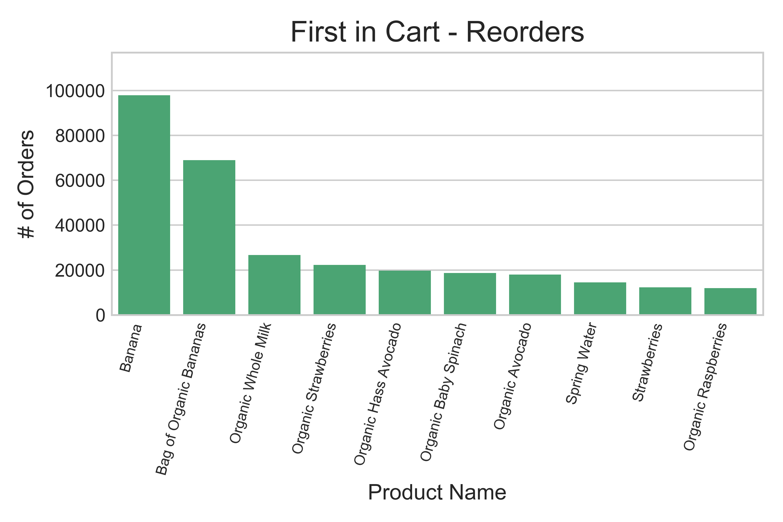 First in Cart - Reorders
# of Orders
100000
80000
60000
40000
20000
0
Banana
Bag of Organic Bananas
Organic Whole Milk
Organic Strawberries
Organic Hass Avocado
Organic Baby Spinach
Organic Avocado
Spring Water
Strawberries
Organic Raspberries
Product Name